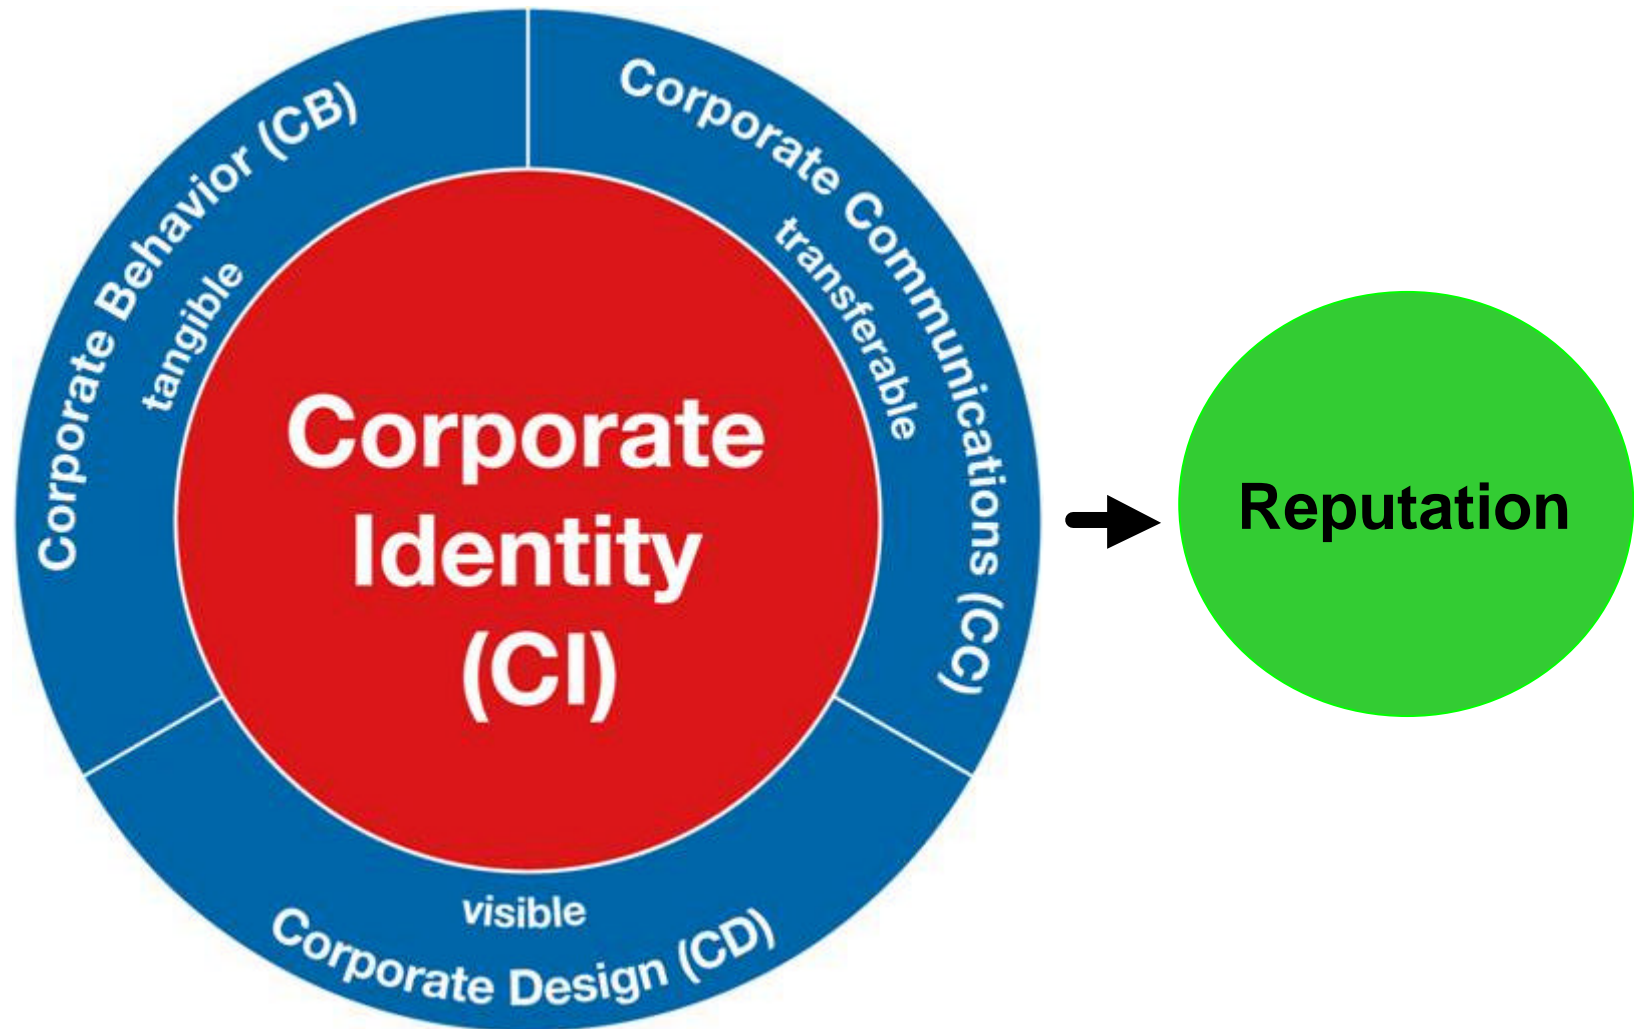 Corporate Behavior (CB)
tangible
Corporate Communications (CC)
transferable
Corporate
Identity
(CI)
visible
Corporate Design (CD)
Reputation